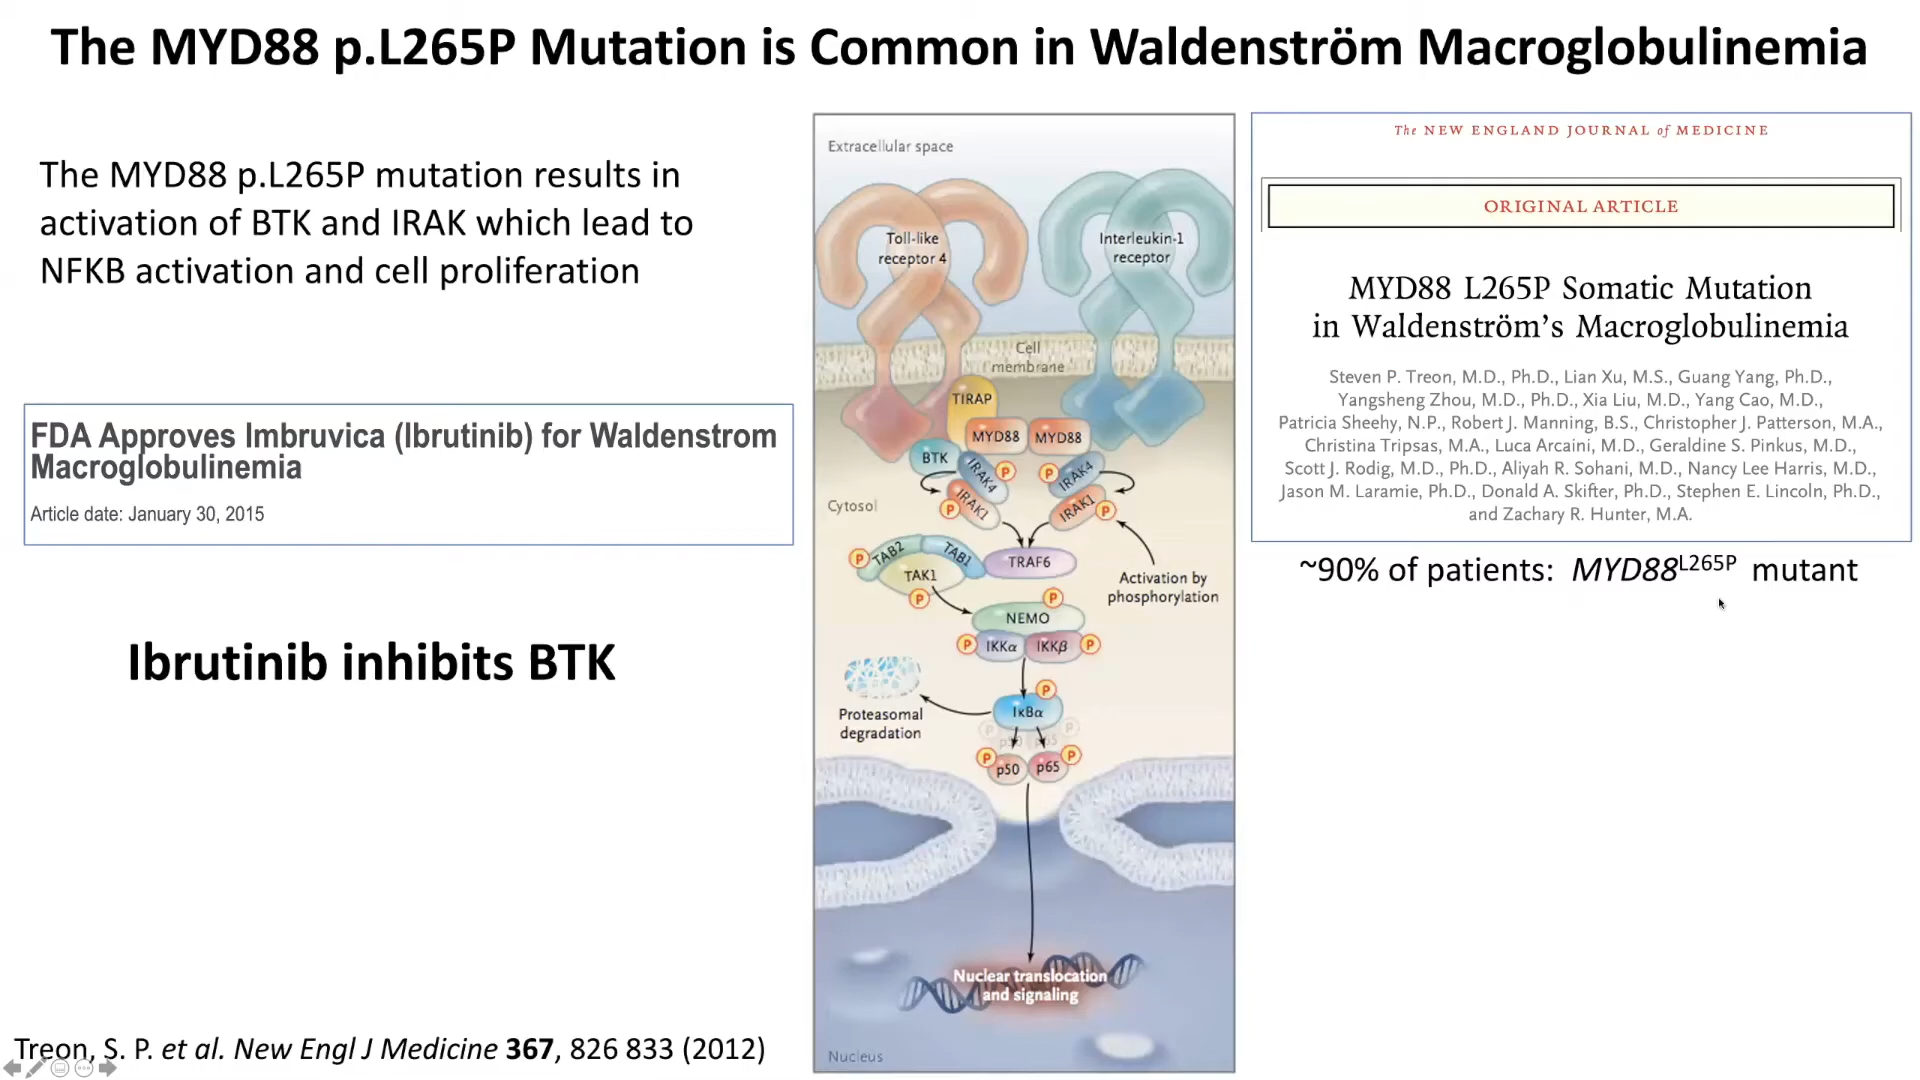 The MYD88 p.L265P Mutation is Common in Waldenström Macroglobulinemia
The MYD88 p.L265P mutation results in
activation of BTK and IRAK which lead to
NFKB activation and cell proliferation
FDA Approves Imbruvica (Ibrutinib) for Waldenstrom
Macroglobulinemia
Article date: January 30, 2015
Ibrutinib inhibits BTK
Treon, S. P. et al. New Engl J Medicine 367, 826 833 (2012)
Extracellular space
Toll-like
receptor 4
Interleukin-1
receptor
Cell
membrane
TIRAP
MYD88
MYD88
BTK
IRAK4
P
P
IRAK4
P
IRAK1
IRAK1
P
Cytosol
P
TAB2
TAB1
TRAF6
TAK1
P
Activation by
phosphorylation
P
NEMO
P
IKKα
IKKβ
P
P
IκBα
Proteasomal
degradation
P
P
p50
p65
P
p50
p65
P
Nuclear translocation
and signaling
Nucleus
The NEW ENGLAND JOURNAL of MEDICINE
ORIGINAL ARTICLE
MYD88 L265P Somatic Mutation
in Waldenström’s Macroglobulinemia
Steven P. Treon, M.D., Ph.D., Lian Xu, M.S., Guang Yang, Ph.D.,
Yangsheng Zhou, M.D., Ph.D., Xia Liu, M.D., Yang Cao, M.D.,
Patricia Sheehy, N.P., Robert J. Manning, B.S., Christopher J. Patterson, M.A.,
Christina Tripsas, M.A., Luca Arcaini, M.D., Geraldine S. Pinkus, M.D.,
Scott J. Rodig, M.D., Ph.D., Aliyah R. Sohani, M.D., Nancy Lee Harris, M.D.,
Jason M. Laramie, Ph.D., Donald A. Skifter, Ph.D., Stephen E. Lincoln, Ph.D.,
and Zachary R. Hunter, M.A.
~90% of patients: MYD88L265P mutant